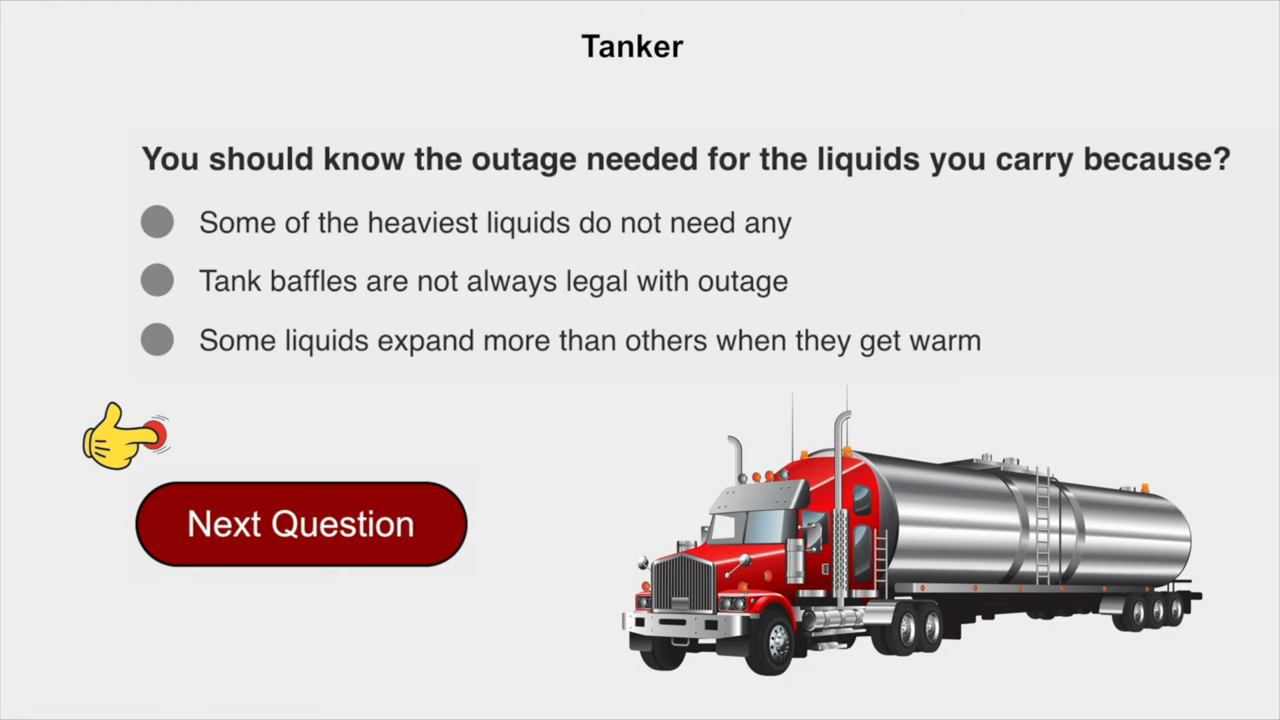 Tanker
You should know the outage needed for the liquids you carry because?
Some of the heaviest liquids do not need any
Tank baffles are not always legal with outage
Some liquids expand more than others when they get warm
Next Question